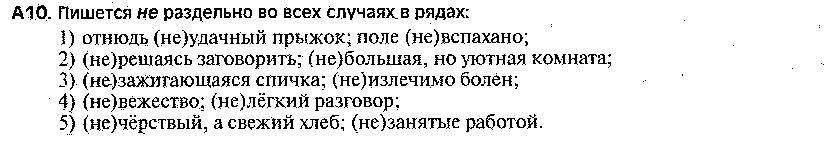 А10. Пишется не раздельно во всех случаях в рядах:
1) отнюдь (не)удачный прыжок; поле (не)вспахано;
2) (не)решаясь заговорить; (не)большая, но уютная комната;
3) (не)зажигающаяся спичка; (не)излечимо болен;
4) (не)вежество; (не)лёгкий разговор;
5) (не)чёрствый, а свежий хлеб; (не)занятые работой.